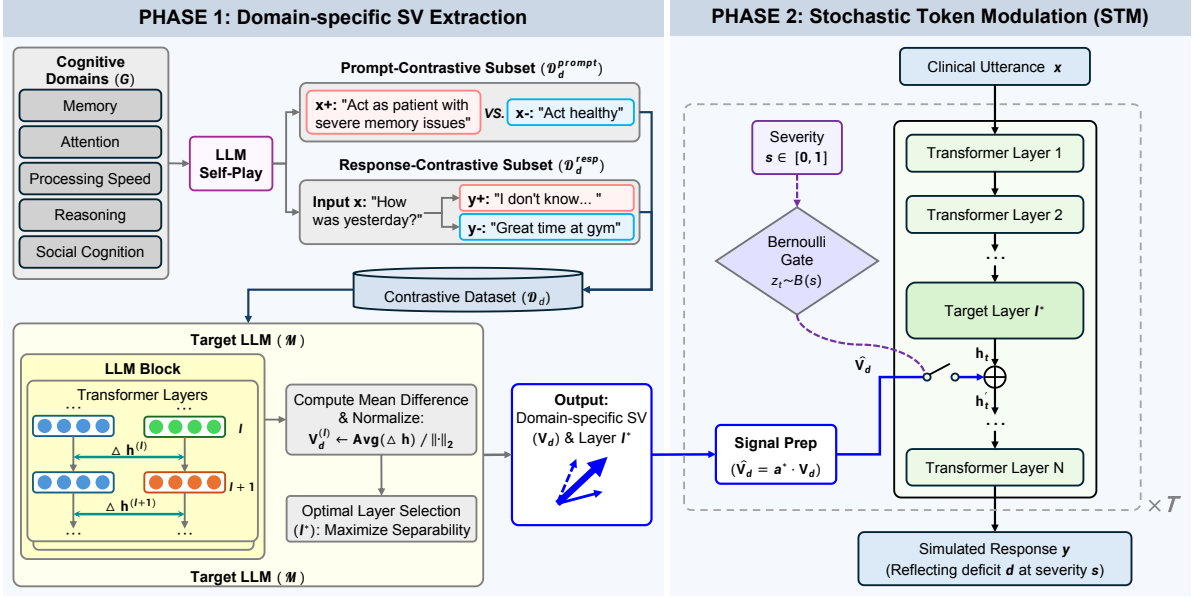 PHASE 1: Domain-specific SV Extraction
Cognitive
Domains (G)
Memory
Attention
Processing Speed
Reasoning
Social Cognition
LLM
Self-Play
Prompt-Contrastive Subset (𝒟_d^prompt)
x+: "Act as patient with
severe memory issues"
VS.
x-: "Act healthy"
Response-Contrastive Subset (𝒟_d^resp)
Input x: "How
was yesterday?"
y+: "I don't know... "
y-: "Great time at gym"
Contrastive Dataset (𝒟_d)
Target LLM (ℳ)
LLM Block
Transformer Layers
...
...
l
△ h^(l)
l + 1
△ h^(l+1)
...
...
Target LLM (ℳ)
Compute Mean Difference
& Normalize:
V_d^(l) ← Avg(△ h) / ‖·‖₂
Optimal Layer Selection
(l*): Maximize Separability
Output:
Domain-specific SV
(V_d) & Layer l*
PHASE 2: Stochastic Token Modulation (STM)
Clinical Utterance x
Severity
s ∈ [0, 1]
Bernoulli
Gate
z_t~B(s)
Transformer Layer 1
Transformer Layer 2
...
Target Layer l*
h_t
V̂_d
h_t'
...
Transformer Layer N
Signal Prep
(V̂_d = a* · V_d)
× T
Simulated Response y
(Reflecting deficit d at severity s)